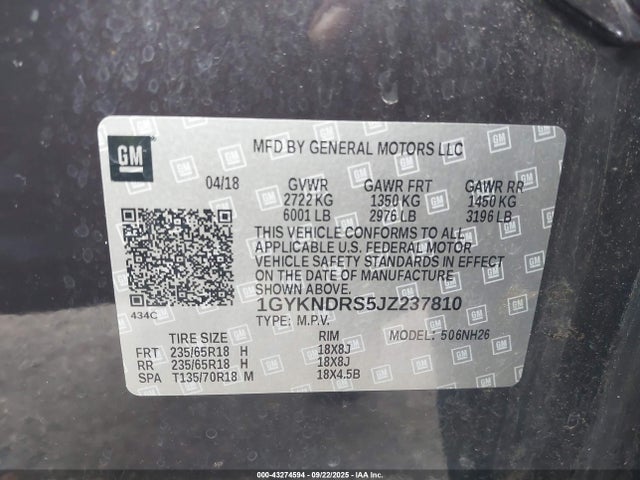 GM
MFD BY GENERAL MOTORS LLC
04/18 GVWR GAWR FRT GAWR RR
2722 KG 1350 KG 1450 KG
6001 LB 2976 LB 3196 LB
THIS VEHICLE CONFORMS TO ALL
APPLICABLE U.S. FEDERAL MOTOR
VEHICLE SAFETY STANDARDS IN
EFFECT ON THE DATE OF MANUFACTURE
SHOWN ABOVE.
1GYKNDRS5JZ237810
434C TYPE: M.P.V. MODEL: 506NH26
TIRE SIZE RIM
FRT 235/65R18 H 18X8J
RR 235/65R18 H 18X8J
SPA T135/70R18 M 18X4.5B
000-43274594 - 09/22/2025 - IAA Inc.